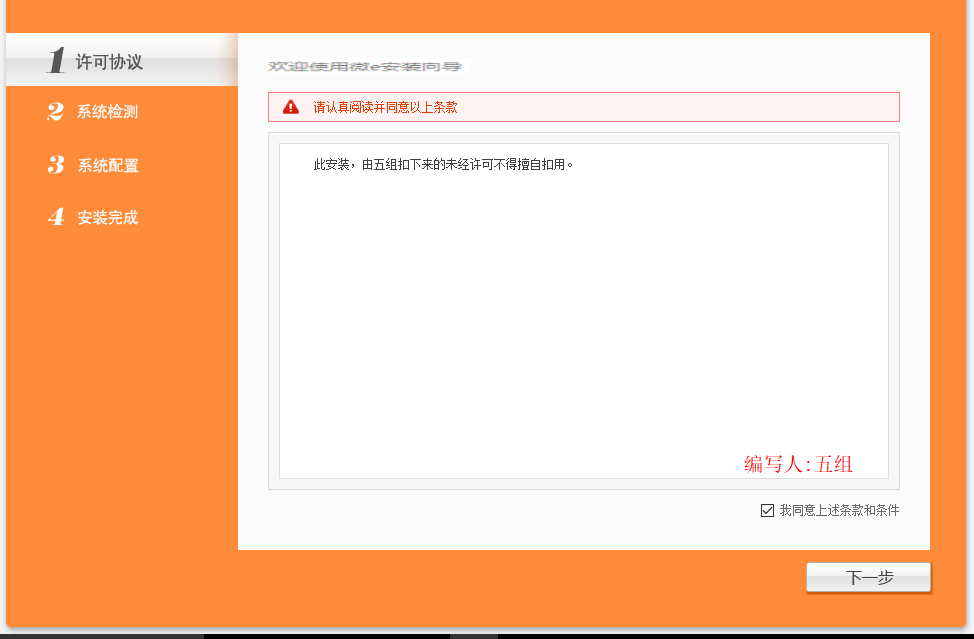 1 许可协议
2 系统检测
3 系统配置
4 安装完成
欢迎使用微e安装向导
请认真阅读并同意以上条款
此安装，由五组扣下来的未经许可不得擅自扣用。
编写人:五组
我同意上述条款和条件
下一步